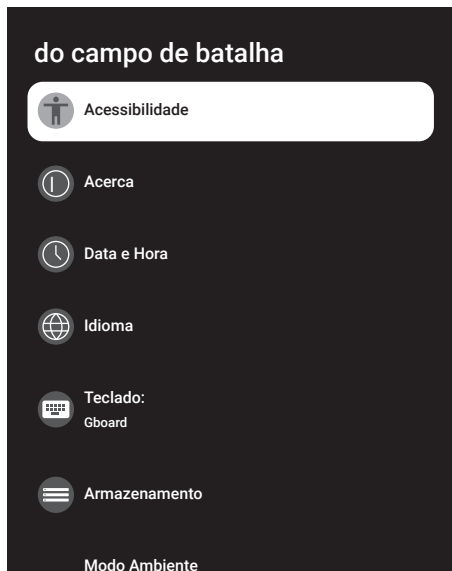 do campo de batalha
Acessibilidade
Acerca
Data e Hora
Idioma
Teclado:
Gboard
Armazenamento
Modo Ambiente